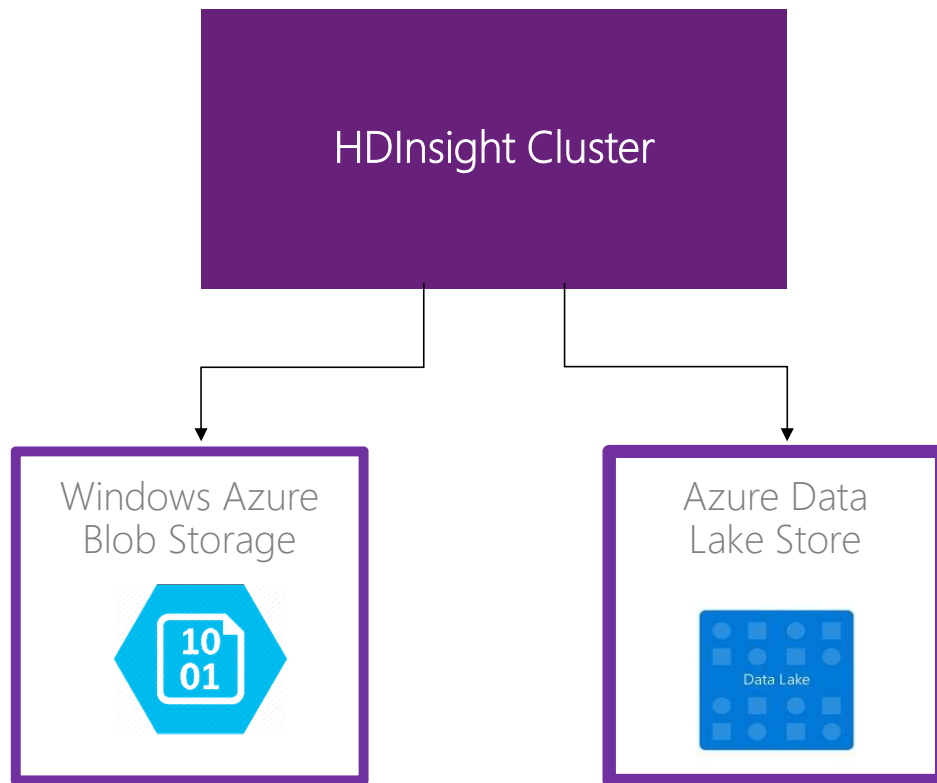 HDInsight Cluster
Windows Azure
Blob Storage
10
01
Azure Data
Lake Store
Data Lake